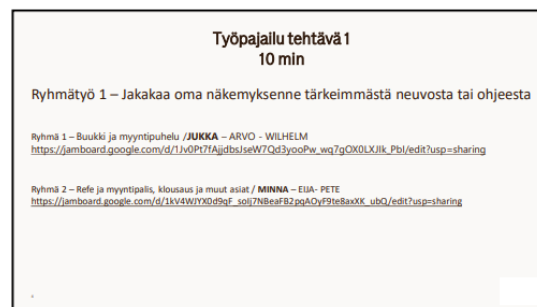 Työpajailu tehtävä 1
10 min
Ryhmätyö 1 – Jakakaa oma näkemyksenne tärkeimmästä neuvosta tai ohjeesta
Ryhmä 1 – Buukki ja myyntipuhelu /JUKKA – ARVO - WILHELM
https://jamboard.google.com/d/1Jv0Pt7fAjjdbsJseW7Qd3yooPw_wq7gOX0LXJlk_PbI/edit?usp=sharing
Ryhmä 2 – Refe ja myyntipalis, klousaus ja muut asiat / MINNA – EIJA- PETE
https://jamboard.google.com/d/1kV4WJYX0d9qF_solj7NBeaFB2pqAOyF9te8axXK_ubQ/edit?usp=sharing